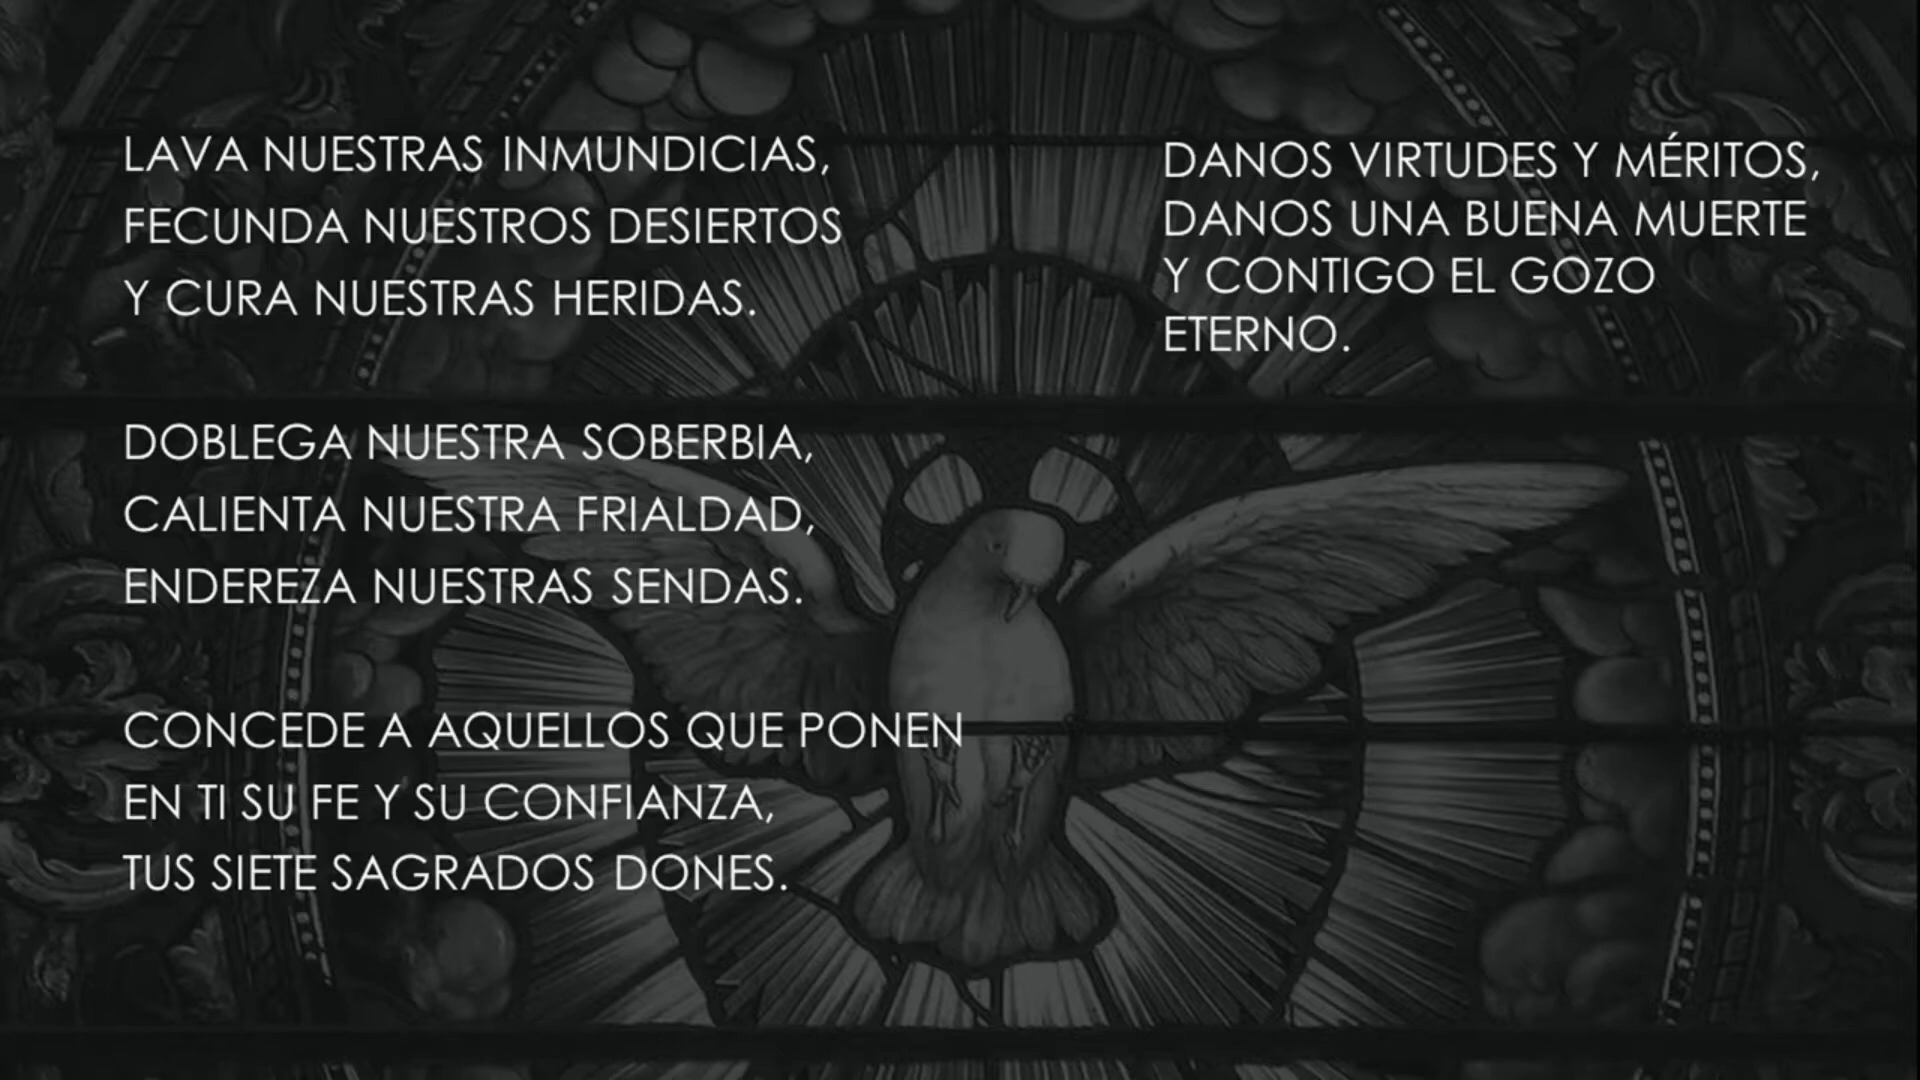 LAVA NUESTRAS INMUNDICIAS,
FECUNDA NUESTROS DESIERTOS
Y CURA NUESTRAS HERIDAS.
DOBLEGA NUESTRA SOBERBIA,
CALIENTA NUESTRA FRIALDAD,
ENDEREZA NUESTRAS SENDAS.
CONCEDE A AQUELLOS QUE PONEN
EN TI SU FE Y SU CONFIANZA,
TUS SIETE SAGRADOS DONES.
DANOS VIRTUDES Y MÉRITOS,
DANOS UNA BUENA MUERTE
Y CONTIGO EL GOZO
ETERNO.